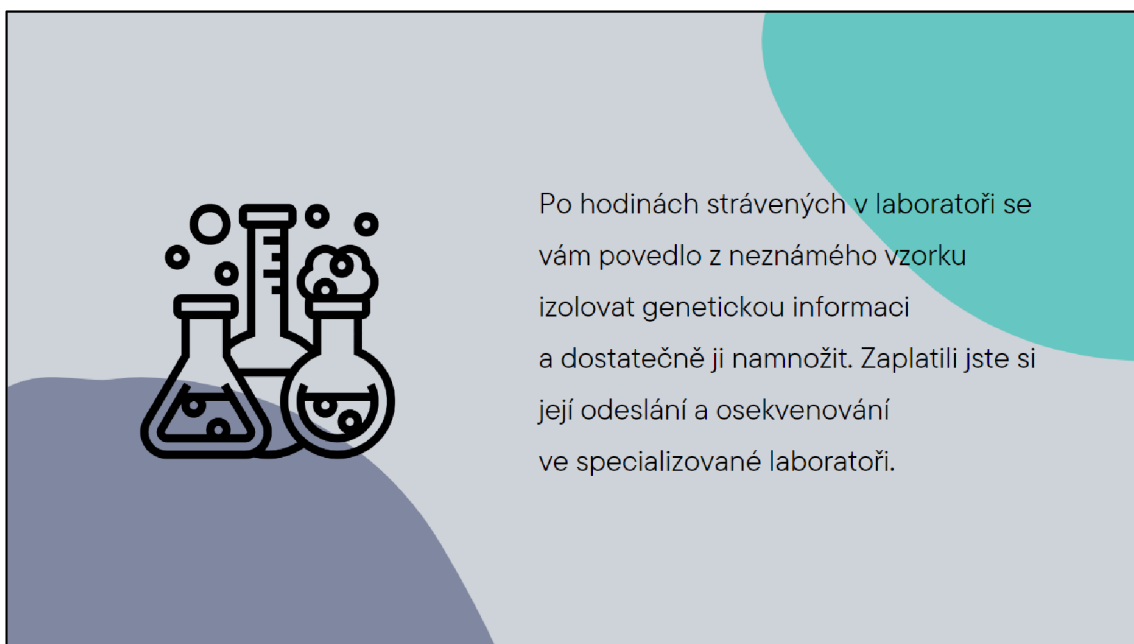 Po hodinách strávených v laboratoři se
vám povedlo z neznámého vzorku
izolovat genetickou informaci
a dostatečně ji namnožit. Zaplatili jste si
její odeslání a osekvenování
ve specializované laboratoři.